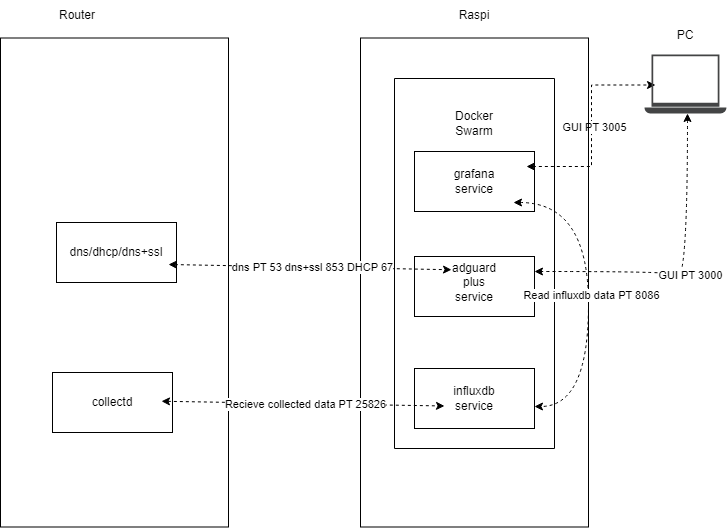 Router
Raspi
PC
Docker
Swarm
GUI PT 3005
grafana
service
dns/dhcp/dns+ssl
dns PT 53 dns+ssl 853 DHCP 67
adguard
plus
service
GUI PT 3000
Read influxdb data PT 8086
collectd
Recieve collected data PT 25826
influxdb
service